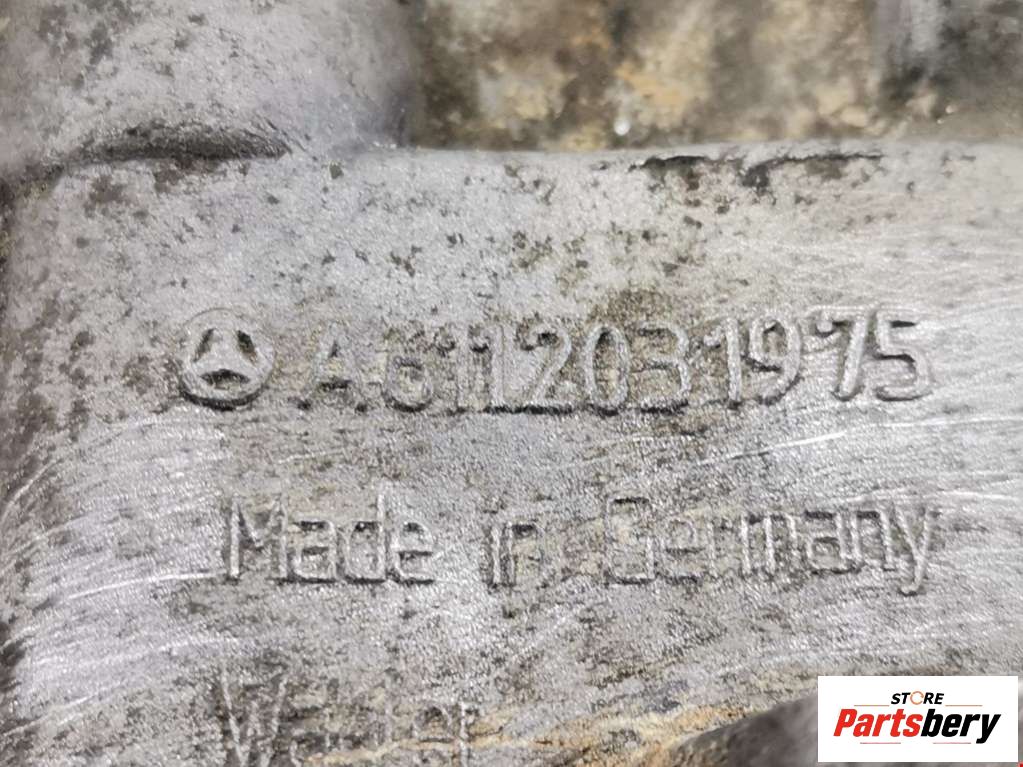 A6112031975
Made in Germany
STORE
Partsbery